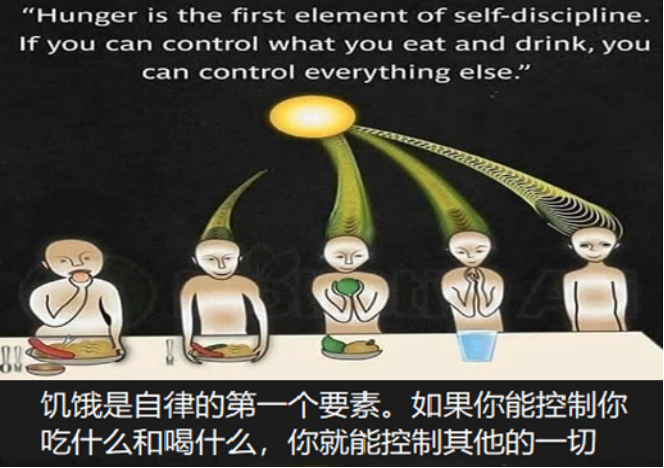 “Hunger is the first element of self-discipline.
If you can control what you eat and drink, you
can control everything else.”
饥饿是自律的第一个要素。如果你能控制你
吃什么和喝什么，你就能控制其他的一切